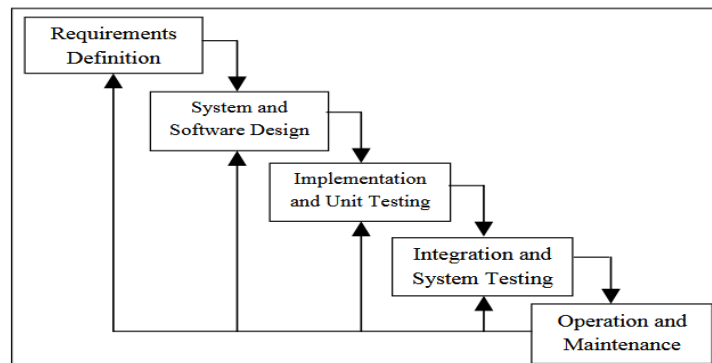 Requirements
Definition
System and
Software Design
Implementation
and Unit Testing
Integration and
System Testing
Operation and
Maintenance